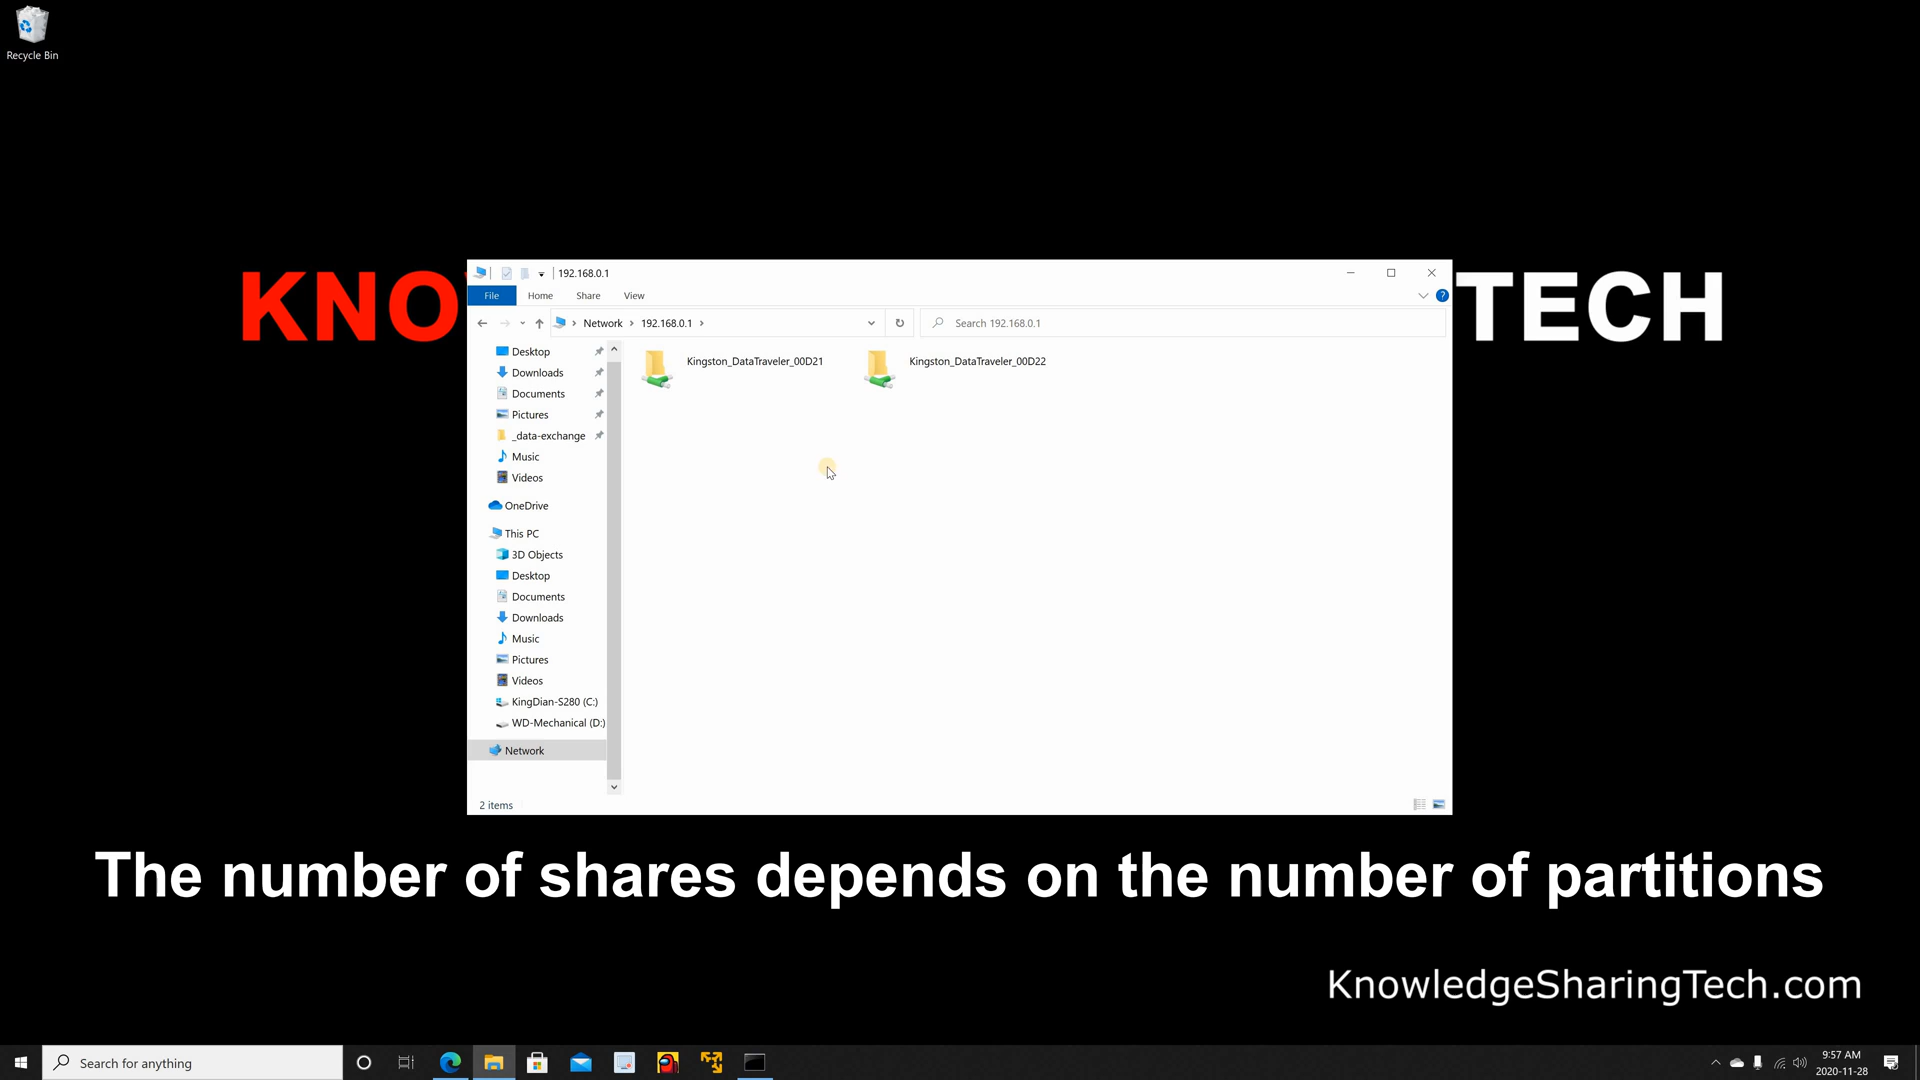 Recycle Bin
KNO
TECH
192.168.0.1
File Home Share View
Network 192.168.0.1
Search 192.168.0.1
Desktop
Downloads
Documents
Pictures
_data-exchange
Music
Videos
OneDrive
This PC
3D Objects
Desktop
Documents
Downloads
Music
Pictures
Videos
KingDian-S280 (C:)
WD-Mechanical (D:)
Network
Kingston_DataTraveler_00D21
Kingston_DataTraveler_00D22
2 items
The number of shares depends on the number of partitions
KnowledgeSharingTech.com
Search for anything
9:57 AM
2020-11-28